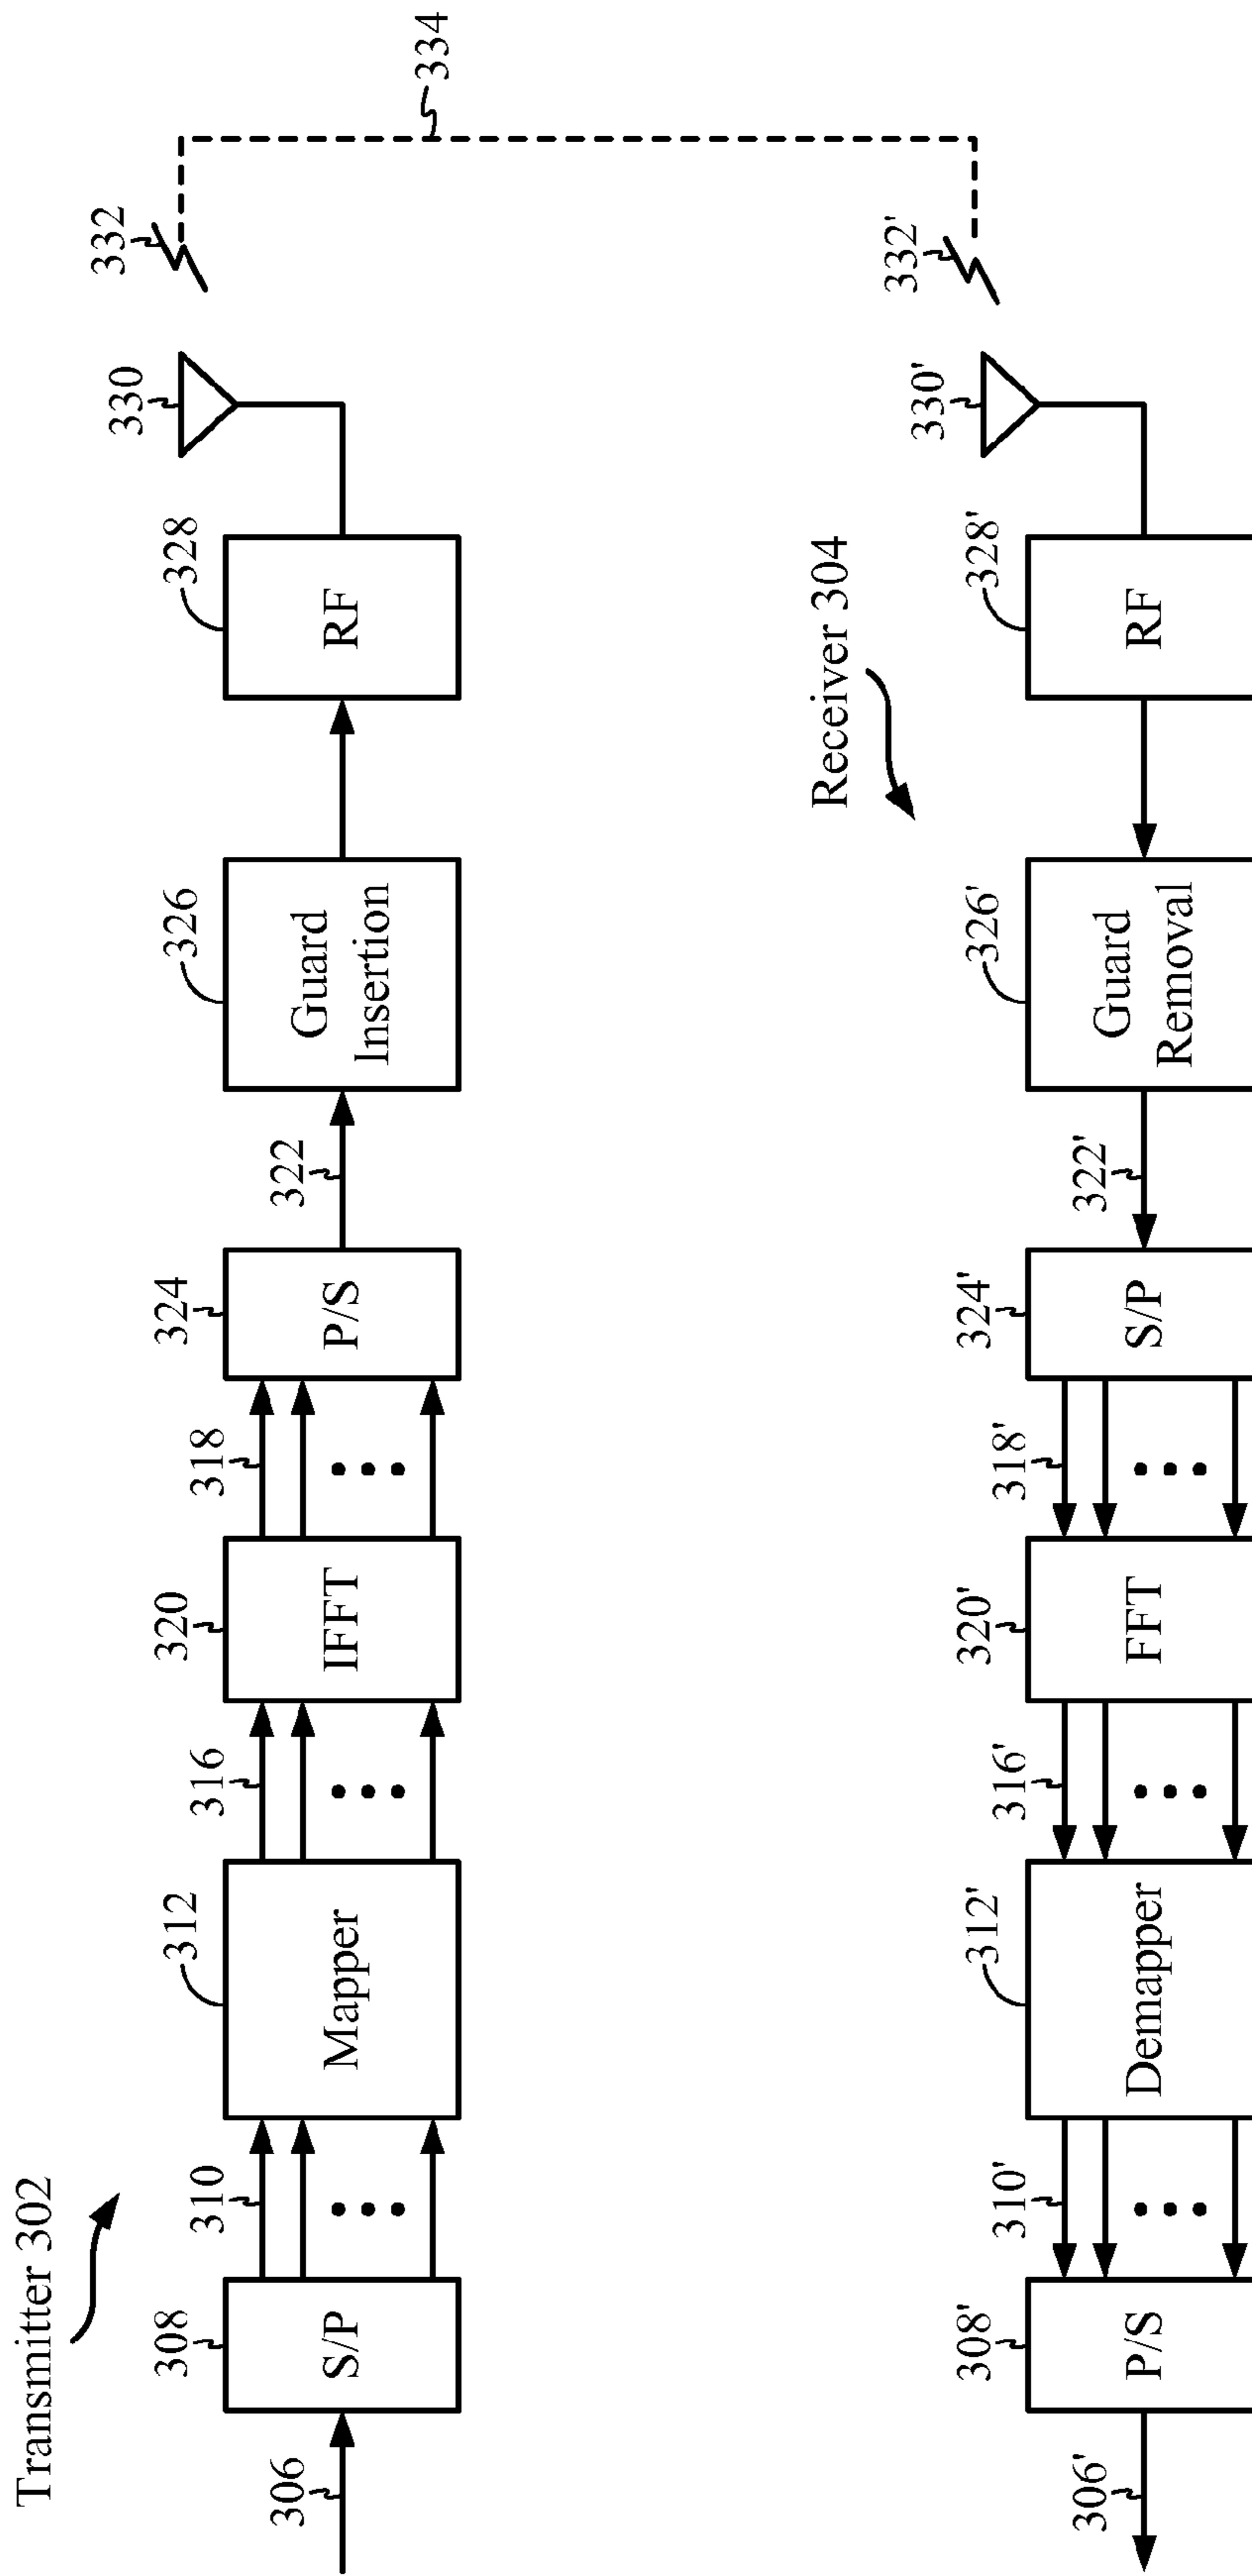 Transmitter 302
306
308
S/P
310
312
Mapper
316
320
IFFT
318
324
P/S
322
326
Guard
Insertion
328
RF
330
332
334
Receiver 304
306'
308'
P/S
310'
312'
Demapper
316'
320'
FFT
318'
324'
S/P
322'
326'
Guard
Removal
328'
RF
330'
332'